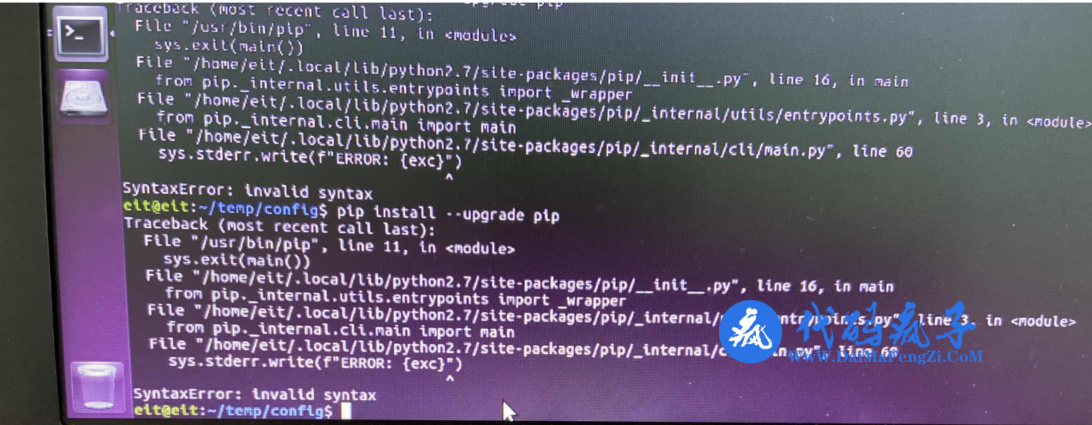 upgrade pip
Traceback (most recent call last):
File "/usr/bin/pip", line 11, in <module>
sys.exit(main())
File "/home/eit/.local/lib/python2.7/site-packages/pip/__init__.py", line 16, in main
from pip._internal.utils.entrypoints import _wrapper
File "/home/eit/.local/lib/python2.7/site-packages/pip/_internal/utils/entrypoints.py", line 3, in <module>
from pip._internal.cli.main import main
File "/home/eit/.local/lib/python2.7/site-packages/pip/_internal/cli/main.py", line 60
sys.stderr.write(f"ERROR: {exc}")
^
SyntaxError: invalid syntax
eit@eit:~/temp/config$ pip install --upgrade pip
Traceback (most recent call last):
File "/usr/bin/pip", line 11, in <module>
sys.exit(main())
File "/home/eit/.local/lib/python2.7/site-packages/pip/__init__.py", line 16, in main
from pip._internal.utils.entrypoints import _wrapper
File "/home/eit/.local/lib/python2.7/site-packages/pip/_internal/ entrypoints.py", line 3, in <module>
from pip._internal.cli.main import main
File "/home/eit/.local/lib/python2.7/site-packages/pip/_internal/ main.py", line 60
sys.stderr.write(f"ERROR: {exc}")
^
SyntaxError: invalid syntax
eit@eit:~/temp/config$
疯 代码疯子
www.DaiMaFengZi.CoM